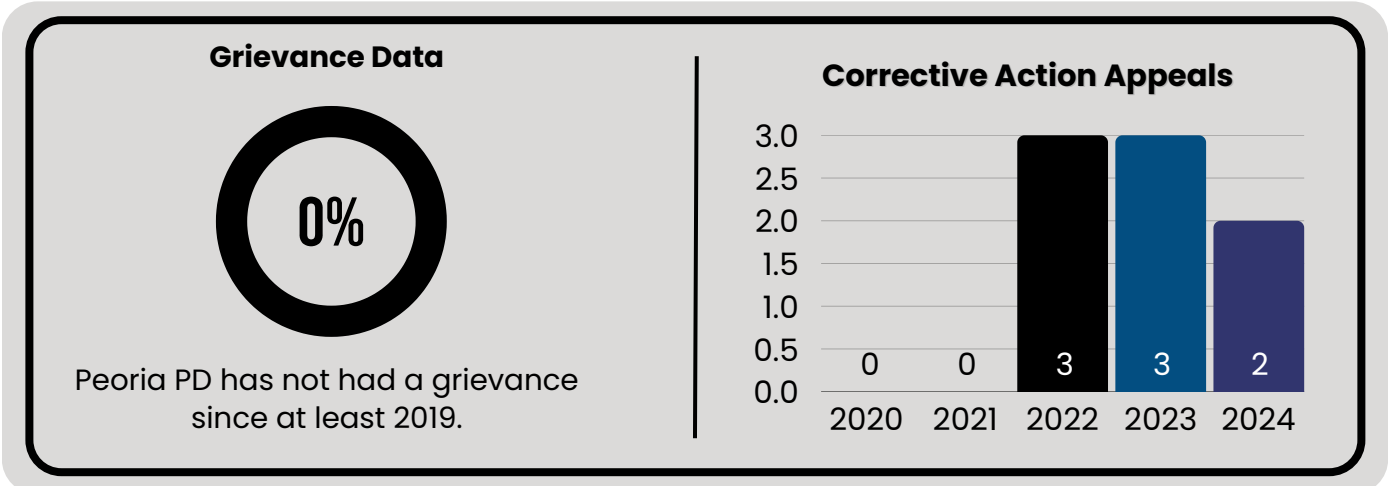 Grievance Data
0%
Peoria PD has not had a grievance
since at least 2019.
Corrective Action Appeals
3.0
2.5
2.0
1.5
1.0
0.5
0.0
0 0 3 3 2
2020 2021 2022 2023 2024